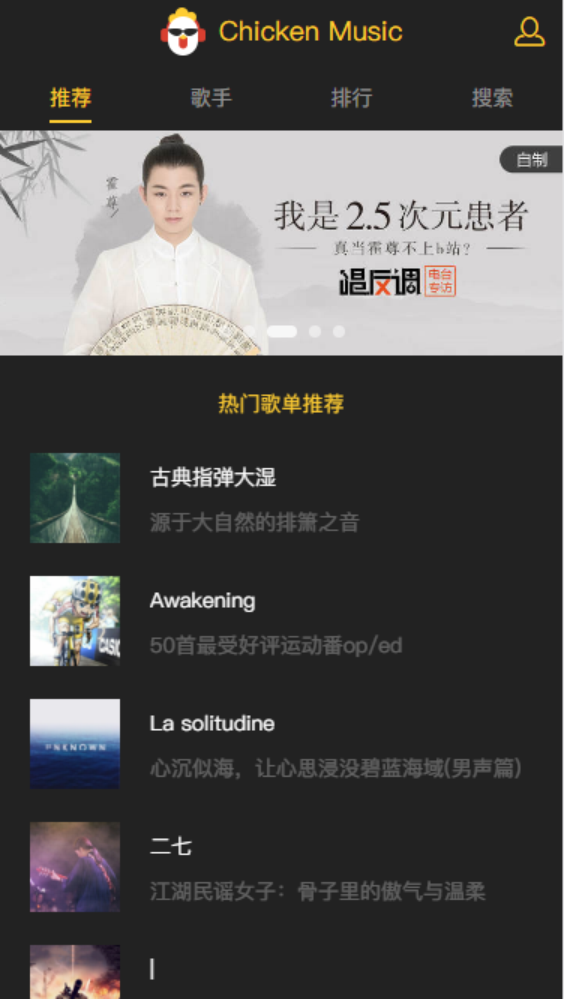 Chicken Music
推荐 歌手 排行 搜索
自制
霍尊
我是2.5次元患者
真当霍尊不上b站?
唱反调
电台
专访
热门歌单推荐
古典指弹大湿
源于大自然的排箫之音
Awakening
50首最受好评运动番op/ed
CASIO
La solitudine
UNKNOWN
心沉似海，让心思浸没碧蓝海域(男声篇)
二七
江湖民谣女子：骨子里的傲气与温柔